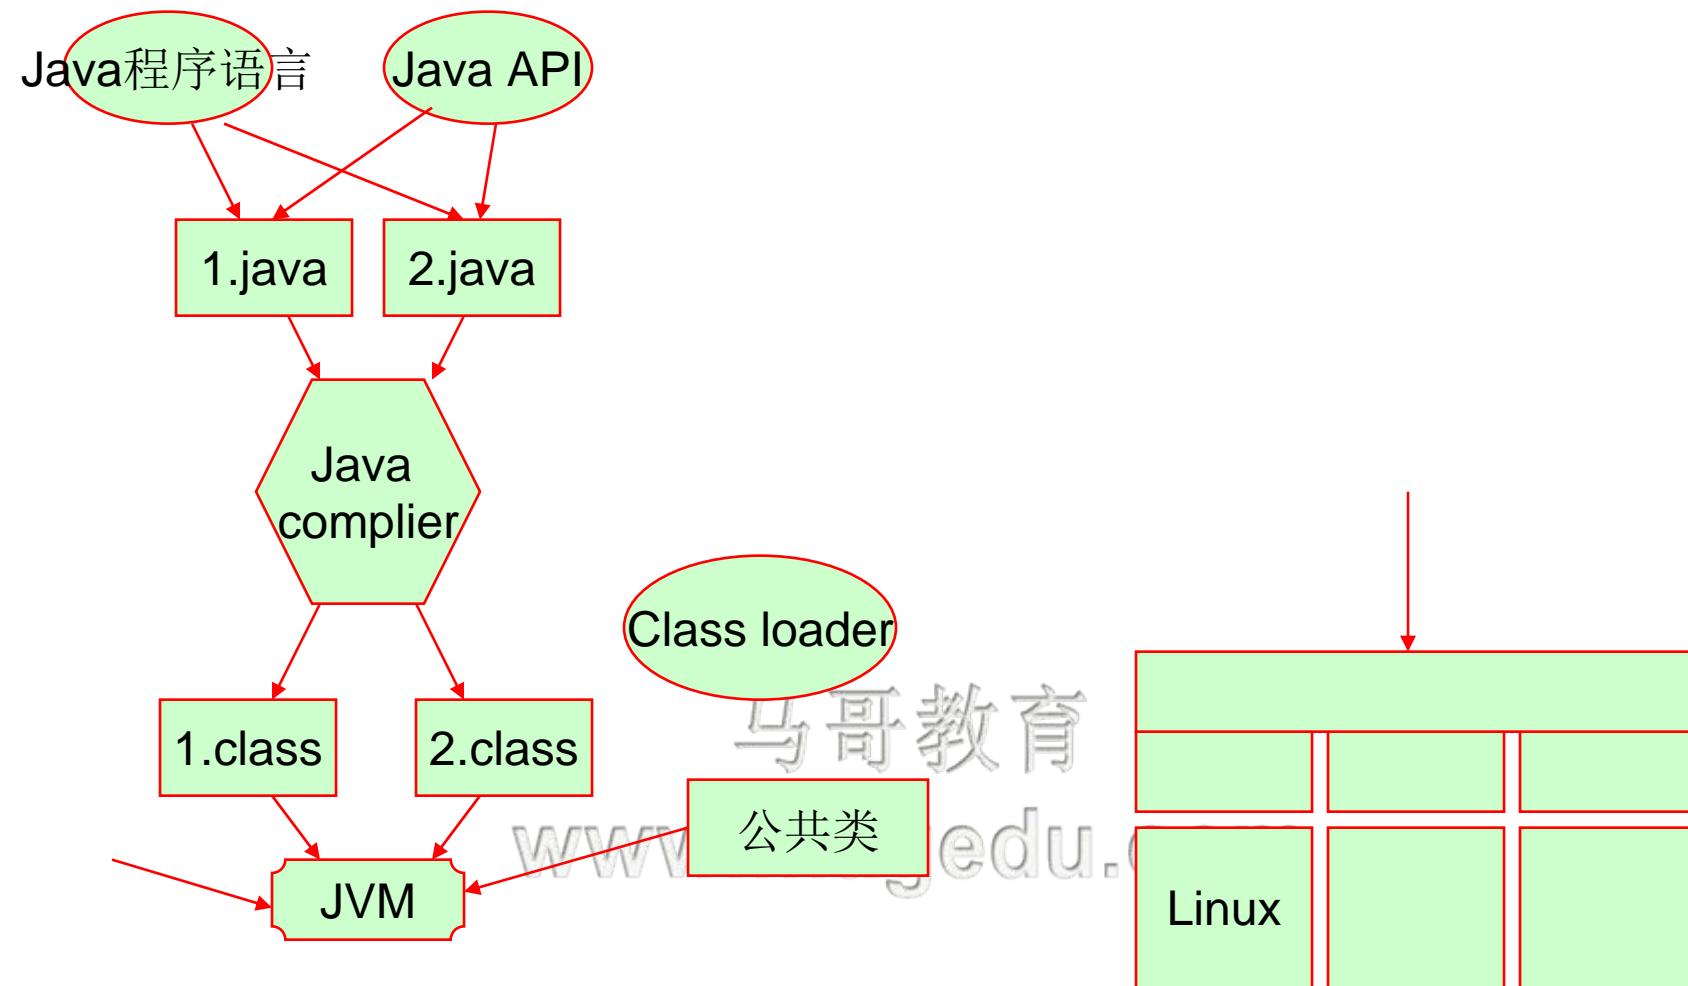 Java程序语言
Java API
1.java
2.java
Java
complier
Class loader
马哥教育
1.class
2.class
公共类
JVM
Linux